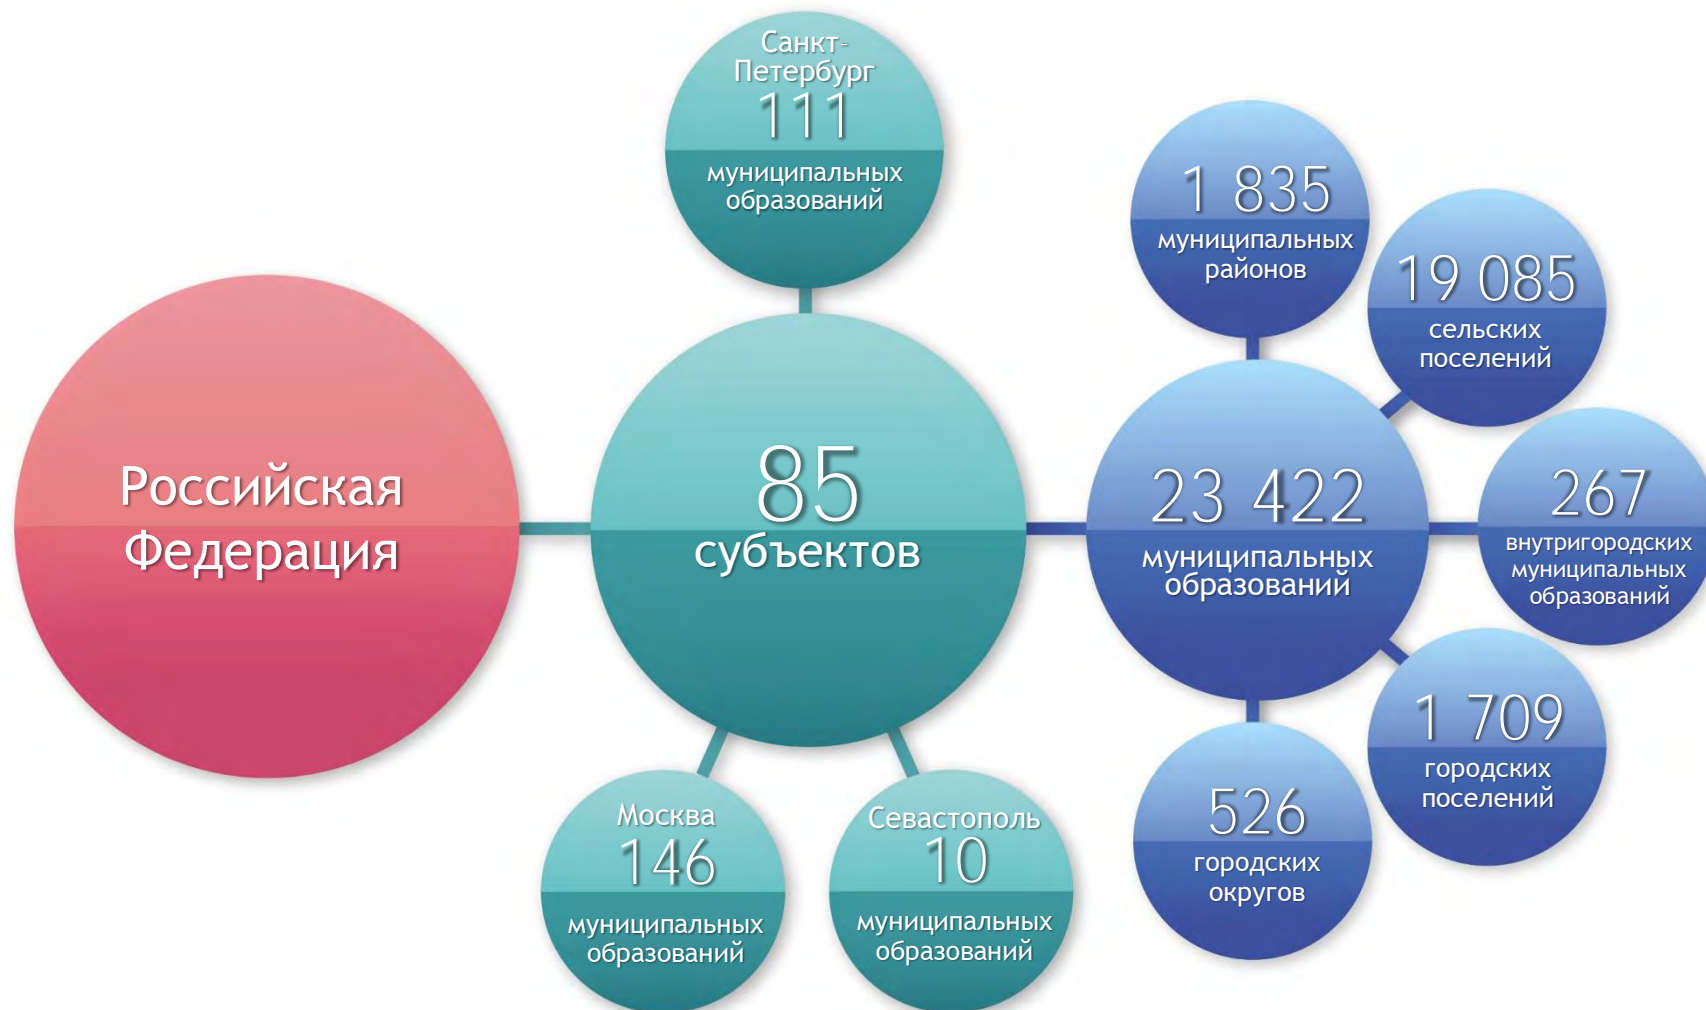 Российская
Федерация
Санкт-
Петербург
111
муниципальных
образований
85
субъектов
Москва
146
муниципальных
образований
Севастополь
10
муниципальных
образований
23 422
муниципальных
образований
1 835
муниципальных
районов
19 085
сельских
поселений
267
внутригородских
муниципальных
образований
1 709
городских
поселений
526
городских
округов